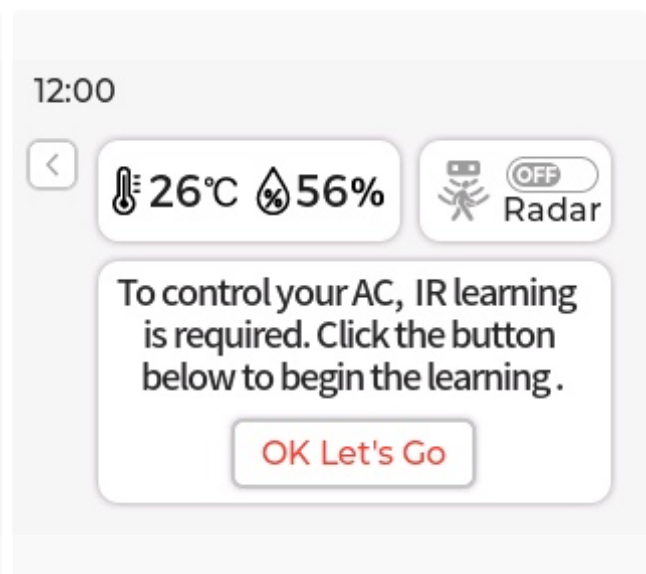 12:00
26℃ 56%
OFF
Radar
To control your AC, IR learning
is required. Click the button
below to begin the learning.
OK Let's Go